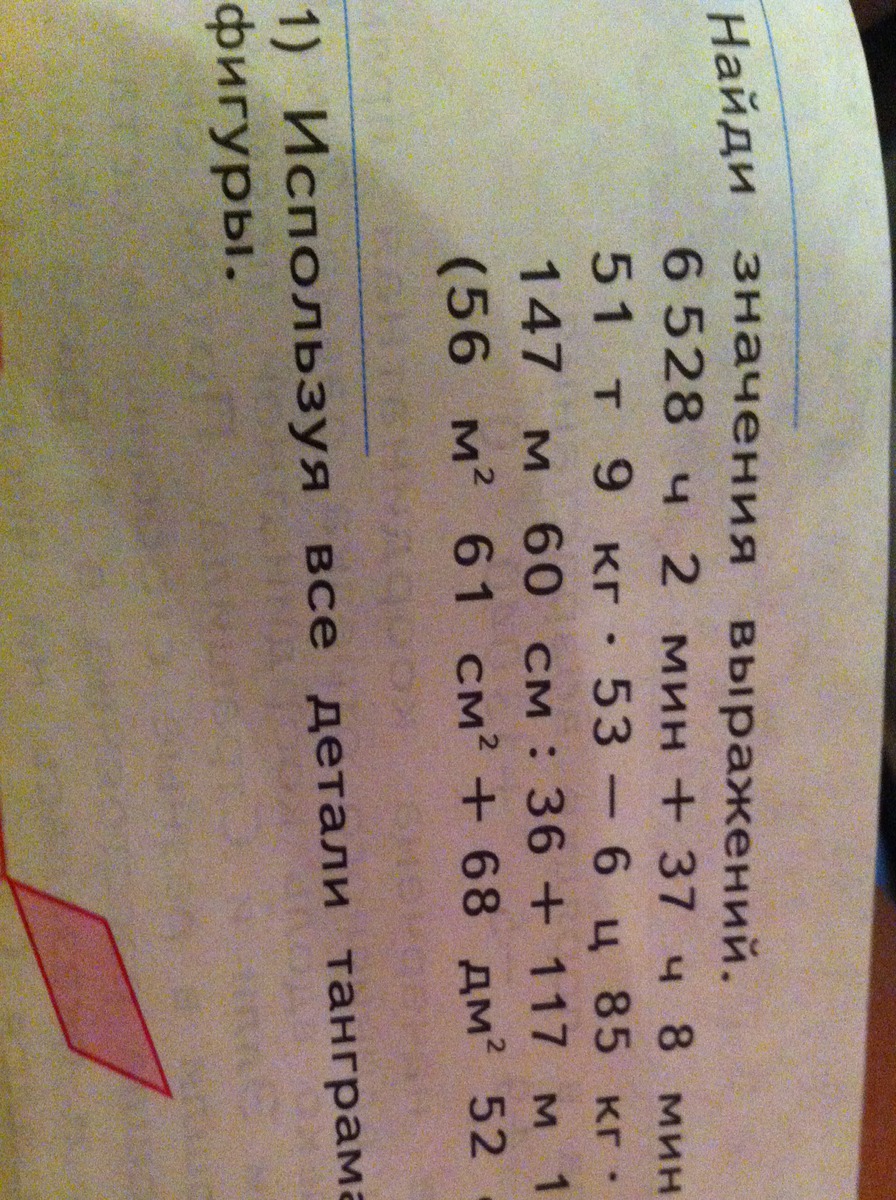 Найди значения выражений.
6 528 ч 2 мин + 37 ч 8 мин
51 т 9 кг · 53 − 6 ц 85 кг ·
147 м 60 см : 36 + 117 м 1
(56 м² 61 см² + 68 дм² 52
1) Используя все детали танграма
фигуры.